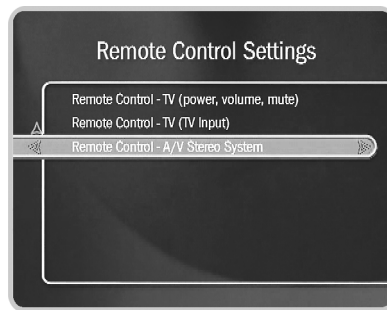 Remote Control Settings
Remote Control - TV (power, volume, mute)
Remote Control - TV (TV Input)
Remote Control - A/V Stereo System